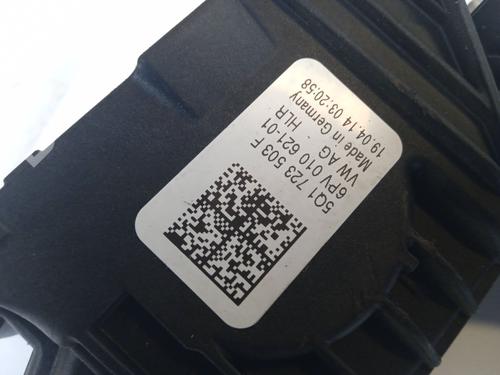 5Q1 723 503 F
6PV 010 621-01
VW AG HLR
Made in Germany
19.04.14 03:20:58